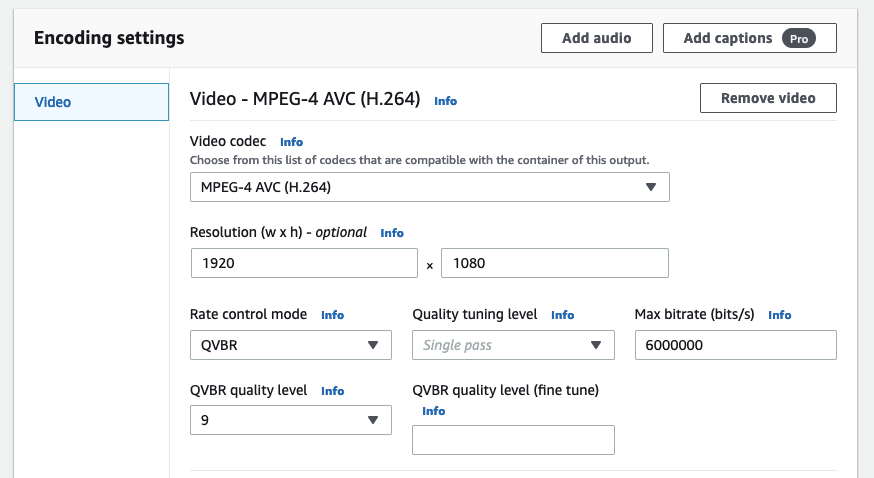 Encoding settings
Add audio
Add captions Pro
Video
Video - MPEG-4 AVC (H.264) Info
Remove video
Video codec Info
Choose from this list of codecs that are compatible with the container of this output.
MPEG-4 AVC (H.264)
Resolution (w x h) - optional Info
1920 × 1080
Rate control mode Info
Quality tuning level Info
Max bitrate (bits/s) Info
QVBR
Single pass
6000000
QVBR quality level Info
QVBR quality level (fine tune)
Info
9